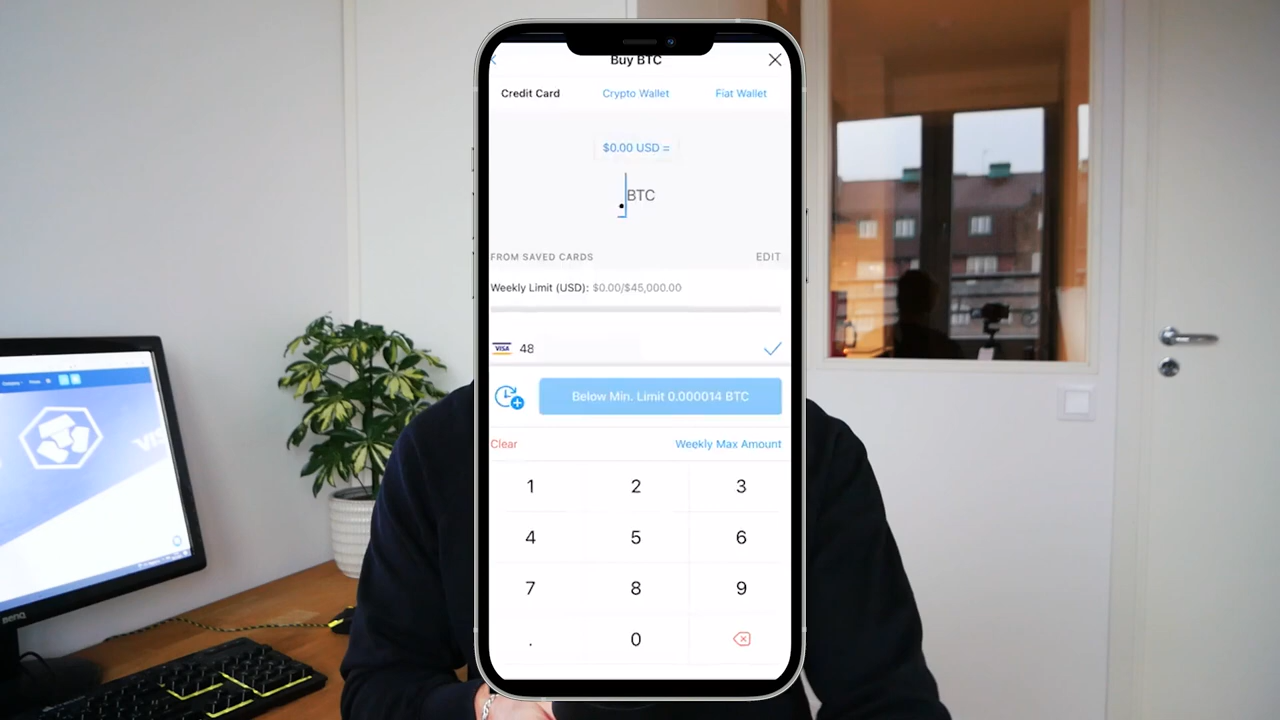 Buy BTC
Credit Card Crypto Wallet Fiat Wallet
$0.00 USD =
. BTC
FROM SAVED CARDS EDIT
Weekly Limit (USD): $0.00/$45,000.00
VISA 48
Below Min. Limit 0.000014 BTC
Clear Weekly Max Amount
1 2 3
4 5 6
7 8 9
. 0
BENQ